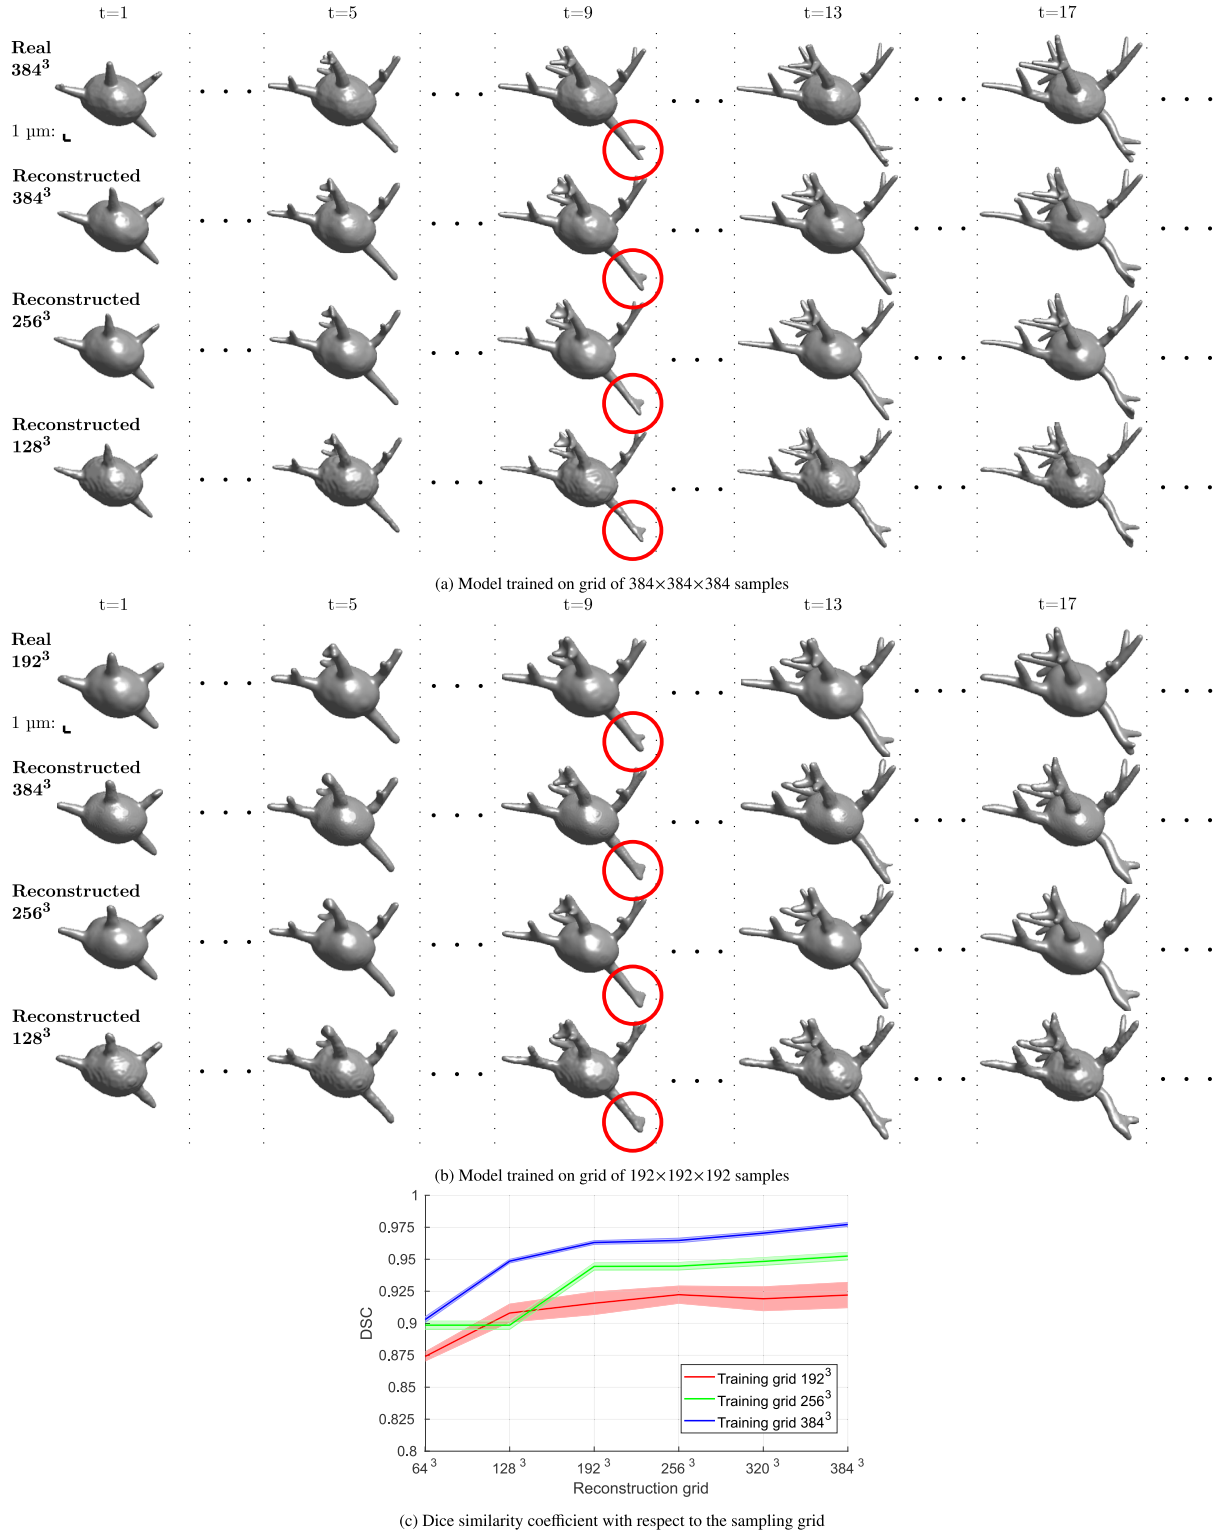 t=1 t=5 t=9 t=13 t=17
Real
384³
1 µm:
Reconstructed
384³
Reconstructed
256³
Reconstructed
128³
(a) Model trained on grid of 384×384×384 samples
t=1 t=5 t=9 t=13 t=17
Real
192³
1 µm:
Reconstructed
384³
Reconstructed
256³
Reconstructed
128³
(b) Model trained on grid of 192×192×192 samples
1
0.975
0.95
0.925
0.9
0.875
0.85
0.825
0.8
DSC
Training grid 192³
Training grid 256³
Training grid 384³
64³ 128³ 192³ 256³ 320³ 384³
Reconstruction grid
(c) Dice similarity coefficient with respect to the sampling grid